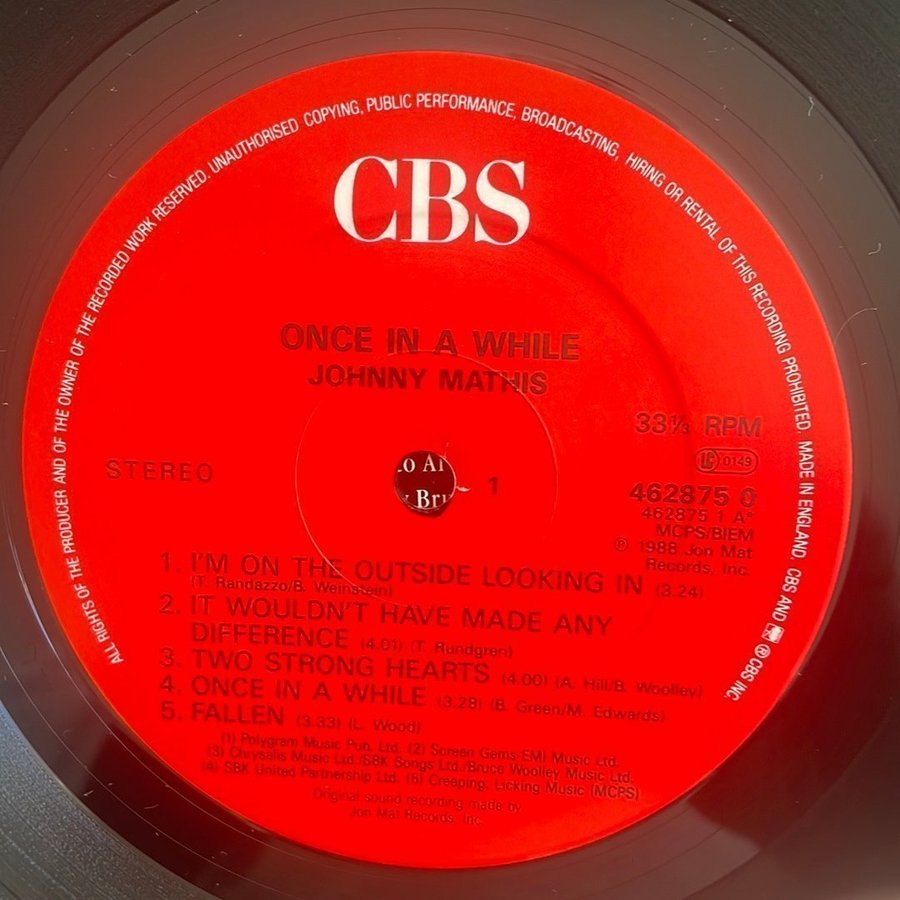 ALL RIGHTS OF THE PRODUCER AND OF THE OWNER OF THE RECORDED WORK RESERVED. UNAUTHORISED COPYING, PUBLIC PERFORMANCE, BROADCASTING, HIRING OR RENTAL OF THIS RECORDING PROHIBITED. MADE IN ENGLAND. CBS AND ® CBS INC.
CBS
ONCE IN A WHILE
JOHNNY MATHIS
33⅓ RPM
LC 0149
STEREO
1
462875 0
462875 1 A*
MCPS/BIEM
℗ 1988 Jon Mat
Records, Inc.
1. I'M ON THE OUTSIDE LOOKING IN (3.24)
(T. Randazzo/B. Weinstein)
2. IT WOULDN'T HAVE MADE ANY
DIFFERENCE (4.01) (T. Rundgren)
3. TWO STRONG HEARTS (4.00) (A. Hill/B. Woolley)
4. ONCE IN A WHILE (3.28) (B. Green/M. Edwards)
5. FALLEN (3.33) (L. Wood)
(1) Polygram Music Pub. Ltd. (2) Screen Gems-EMI Music Ltd.
(3) Chrysalis Music Ltd./SBK Songs Ltd./Bruce Woolley Music Ltd.
(4) SBK United Partnership Ltd. (5) Creeping, Licking Music (MCPS)
Original sound recording made by
Jon Mat Records, Inc.